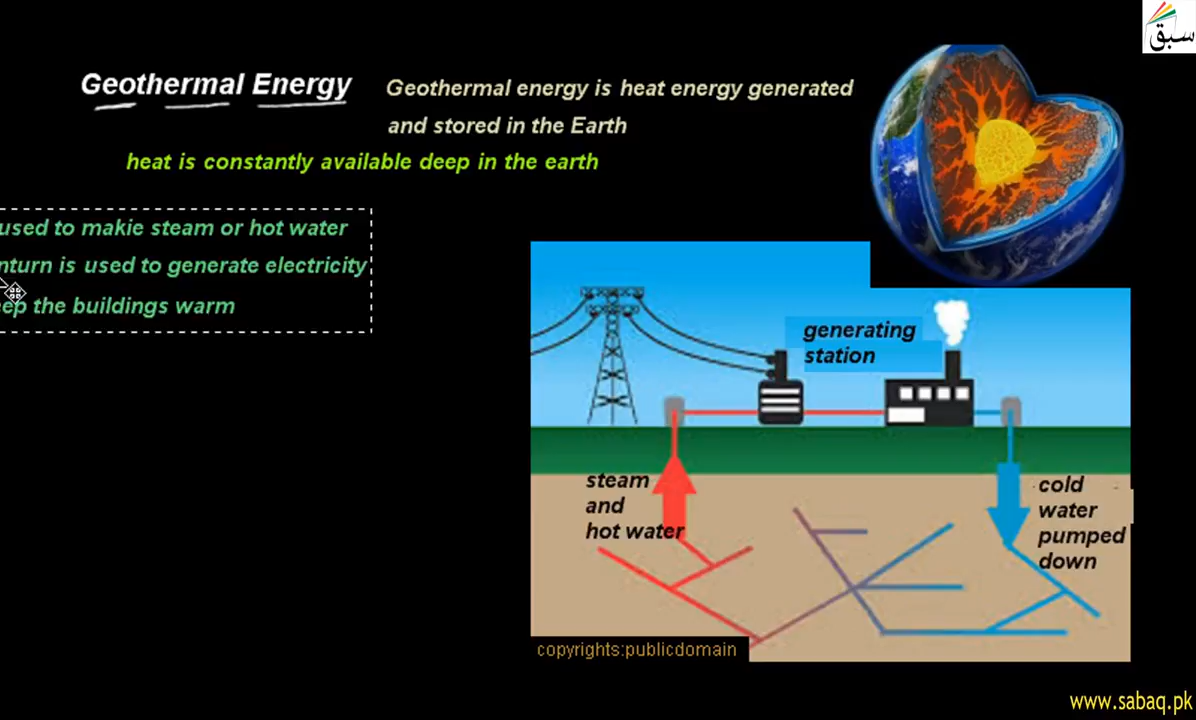 سبق
Geothermal Energy
Geothermal energy is heat energy generated
and stored in the Earth
heat is constantly available deep in the earth
used to makie steam or hot water
nturn is used to generate electricity
eep the buildings warm
generating
station
steam
and
hot water
cold
water
pumped
down
copyrights:publicdomain
www.sabaq.pk